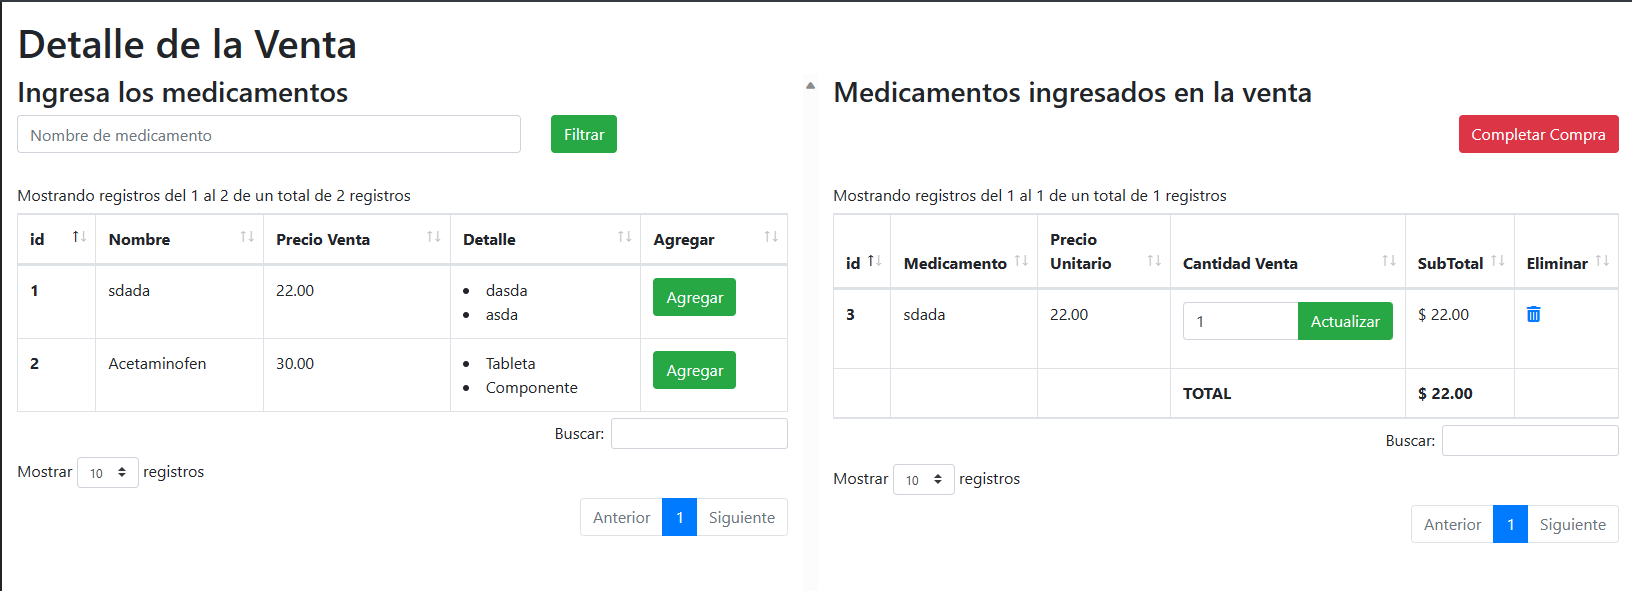 Detalle de la Venta
Ingresa los medicamentos
Nombre de medicamento
Filtrar
Mostrando registros del 1 al 2 de un total de 2 registros
id Nombre Precio Venta Detalle Agregar
1 sdada 22.00 • dasda Agregar
• asda
2 Acetaminofen 30.00 • Tableta Agregar
• Componente
Buscar:
Mostrar 10 registros
Anterior 1 Siguiente
Medicamentos ingresados en la venta
Completar Compra
Mostrando registros del 1 al 1 de un total de 1 registros
id Medicamento Precio Unitario Cantidad Venta SubTotal Eliminar
3 sdada 22.00 1 Actualizar $ 22.00
TOTAL $ 22.00
Buscar:
Mostrar 10 registros
Anterior 1 Siguiente